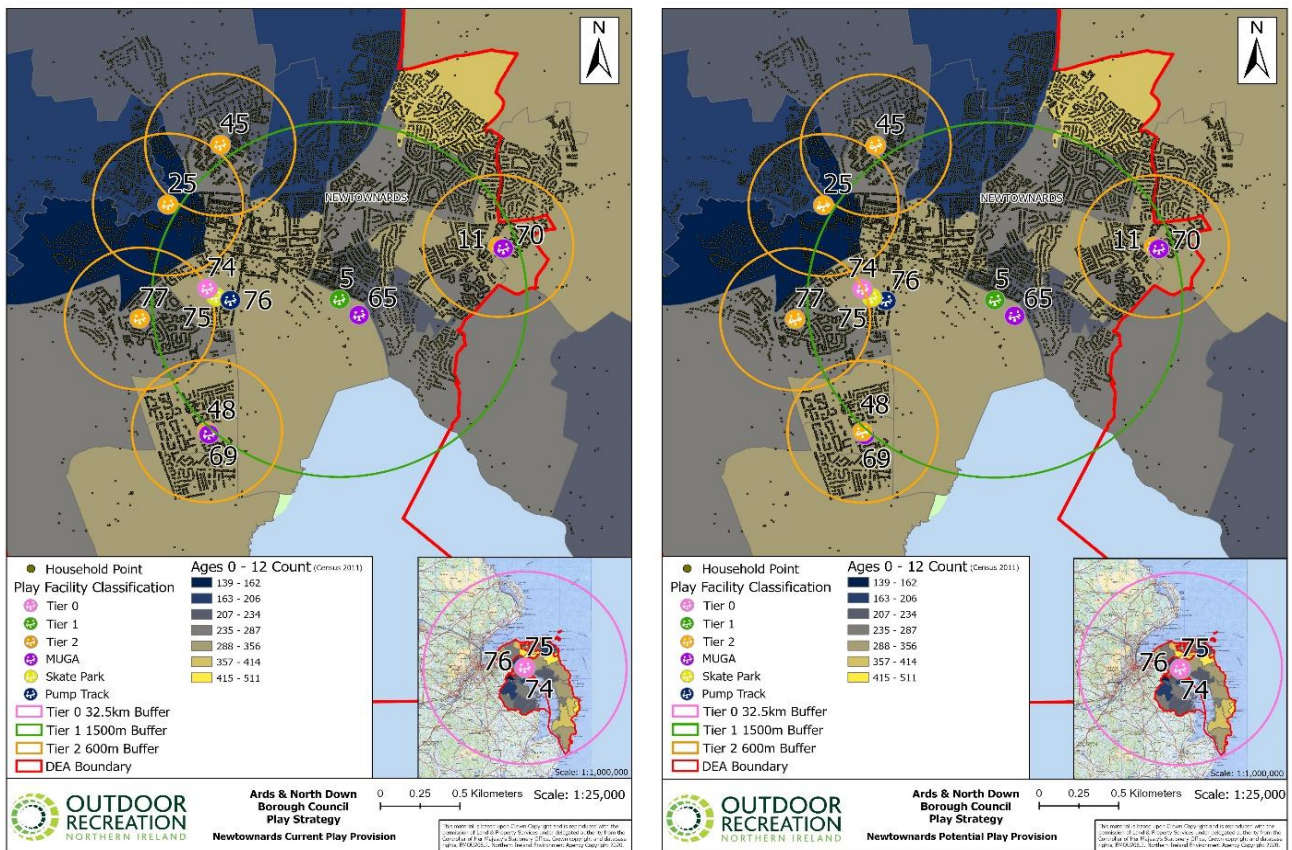 N
45
25
NEWTOWNARDS
11
70
74
76
5
77
75
65
48
69
Household Point
Play Facility Classification
Tier 0
Tier 1
Tier 2
MUGA
Skate Park
Pump Track
Tier 0 32.5km Buffer
Tier 1 1500m Buffer
Tier 2 600m Buffer
DEA Boundary
Ages 0 - 12 Count (Census 2011)
139 - 162
163 - 206
207 - 234
235 - 287
288 - 356
357 - 414
415 - 511
75
76
74
Scale: 1:1,000,000
OUTDOOR
RECREATION
NORTHERN IRELAND
Ards & North Down
Borough Council
Play Strategy
Newtownards Current Play Provision
0 0.25 0.5 Kilometers
Scale: 1:25,000
N
45
25
NEWTOWNARDS
11
70
74
76
5
77
75
65
48
69
Household Point
Play Facility Classification
Tier 0
Tier 1
Tier 2
MUGA
Skate Park
Pump Track
Tier 0 32.5km Buffer
Tier 1 1500m Buffer
Tier 2 600m Buffer
DEA Boundary
Ages 0 - 12 Count (Census 2011)
139 - 162
163 - 206
207 - 234
235 - 287
288 - 356
357 - 414
415 - 511
75
76
74
Scale: 1:1,000,000
OUTDOOR
RECREATION
NORTHERN IRELAND
Ards & North Down
Borough Council
Play Strategy
Newtownards Potential Play Provision
0 0.25 0.5 Kilometers
Scale: 1:25,000